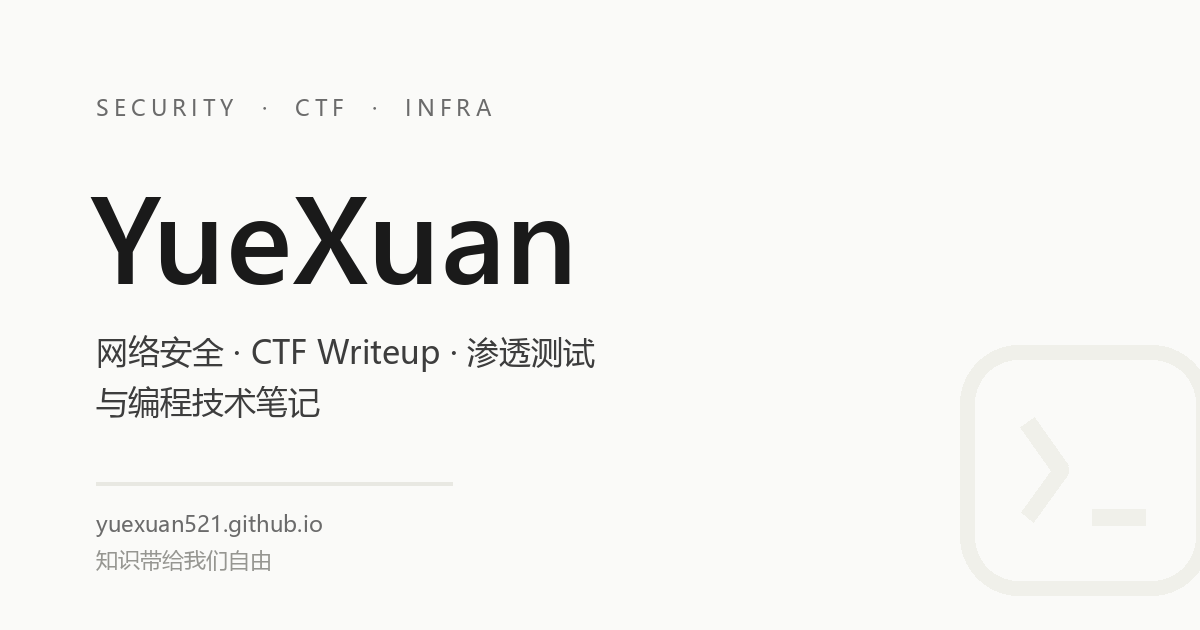 SECURITY · CTF · INFRA
YueXuan
网络安全 · CTF Writeup · 渗透测试
与编程技术笔记
yuexuan521.github.io
知识带给我们自由